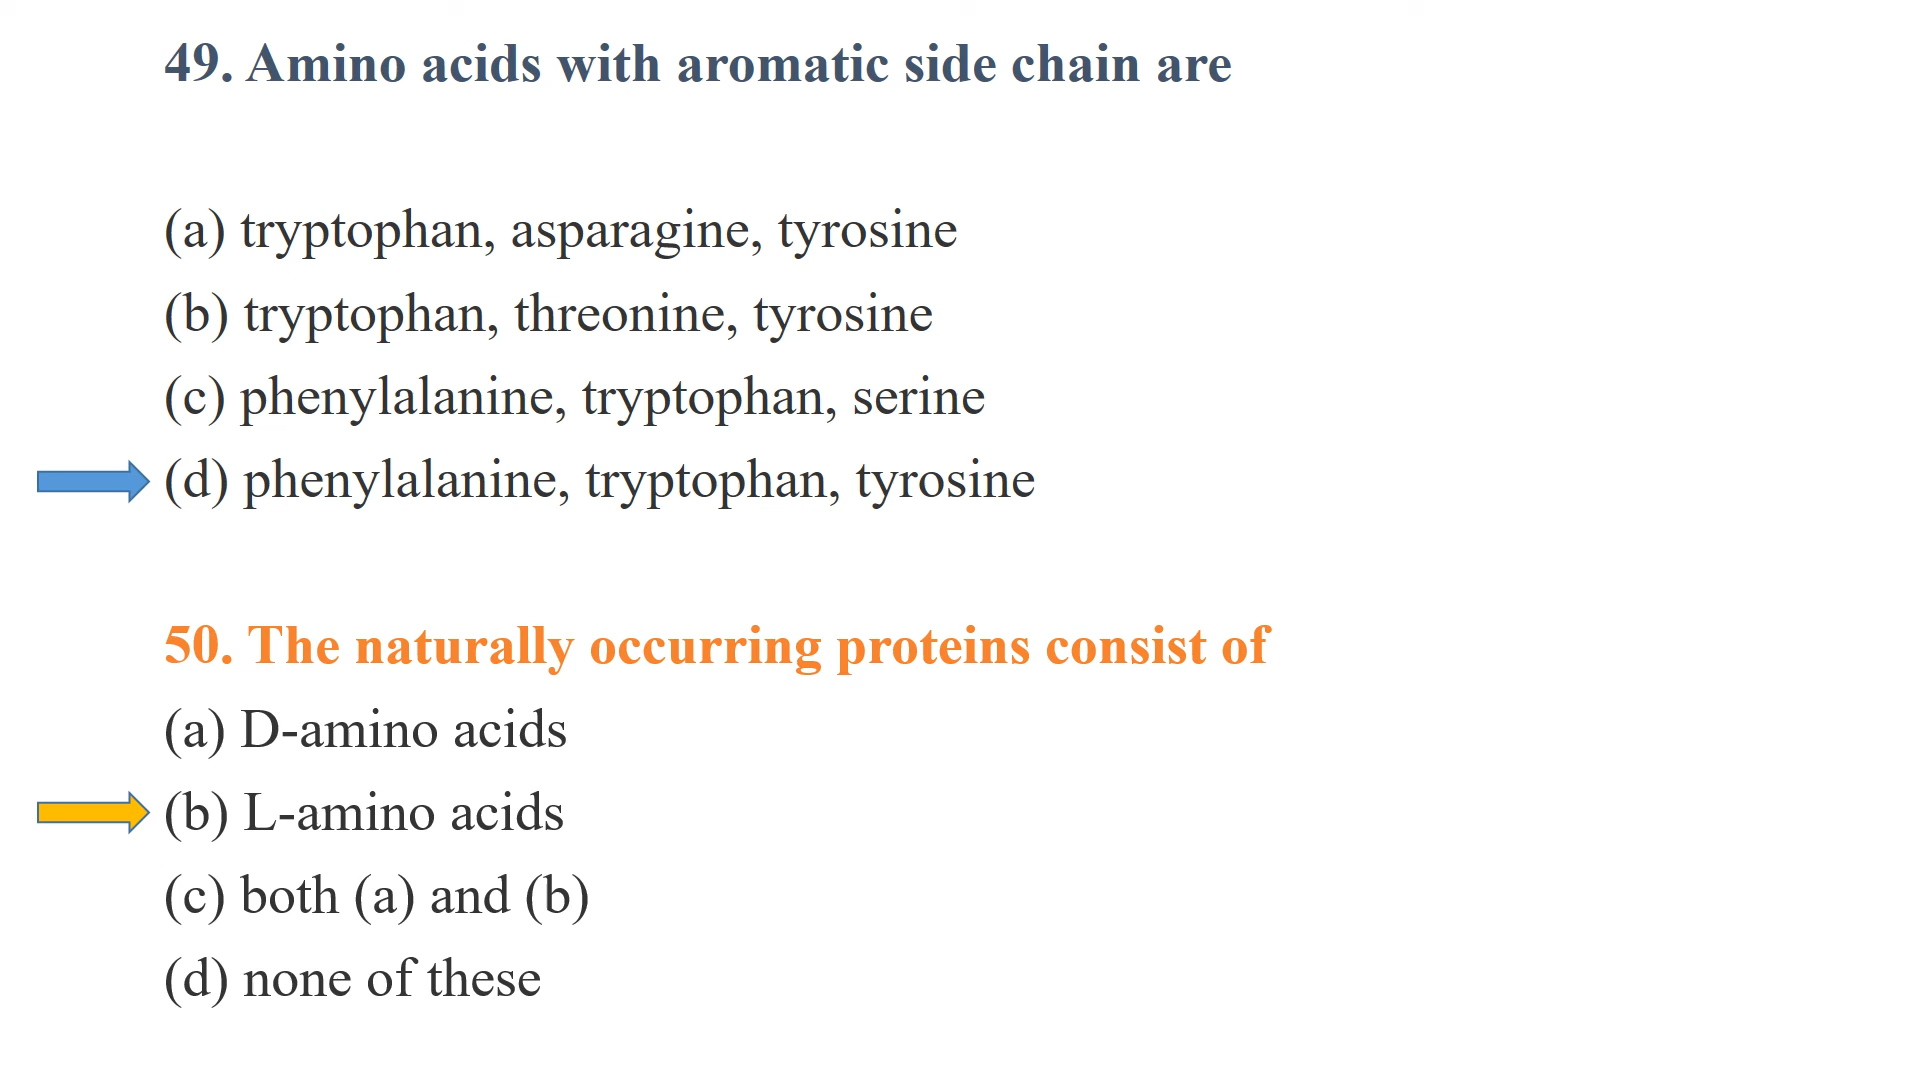 49. Amino acids with aromatic side chain are
(a) tryptophan, asparagine, tyrosine
(b) tryptophan, threonine, tyrosine
(c) phenylalanine, tryptophan, serine
(d) phenylalanine, tryptophan, tyrosine
50. The naturally occurring proteins consist of
(a) D-amino acids
(b) L-amino acids
(c) both (a) and (b)
(d) none of these